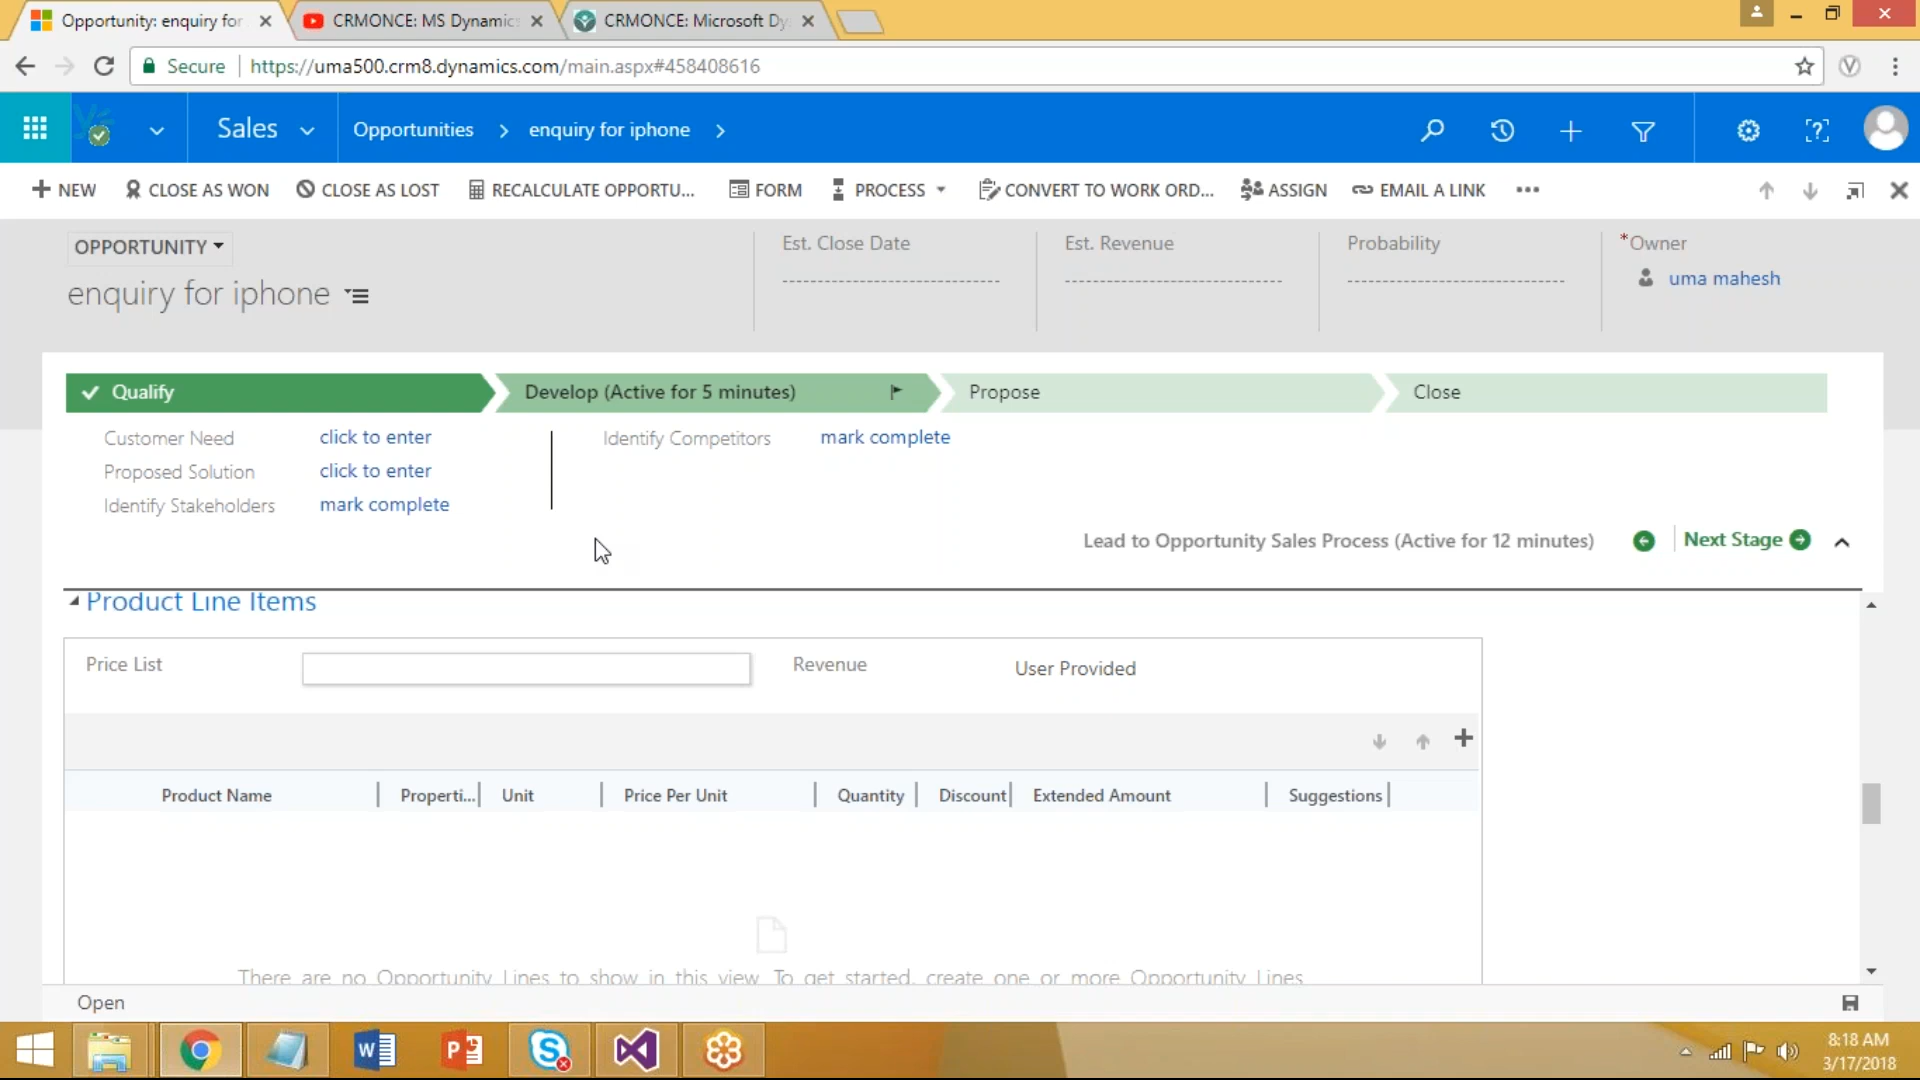 Opportunity: enquiry for
CRMONCE: MS Dynamics
CRMONCE: Microsoft Dy
Secure https://uma500.crm8.dynamics.com/main.aspx#458408616
Sales Opportunities > enquiry for iphone >
+ NEW CLOSE AS WON CLOSE AS LOST RECALCULATE OPPORTU... FORM PROCESS CONVERT TO WORK ORD... ASSIGN EMAIL A LINK •••
OPPORTUNITY
enquiry for iphone
Est. Close Date
Est. Revenue
Probability
*Owner
uma mahesh
Qualify
Develop (Active for 5 minutes)
Propose
Close
Customer Need click to enter
Identify Competitors mark complete
Proposed Solution click to enter
Identify Stakeholders mark complete
Lead to Opportunity Sales Process (Active for 12 minutes) Next Stage
Product Line Items
Price List
Revenue User Provided
Product Name Properti... Unit Price Per Unit Quantity Discount Extended Amount Suggestions
There are no Opportunity Lines to show in this view. To get started, create one or more Opportunity Lines.
Open
8:18 AM
3/17/2018